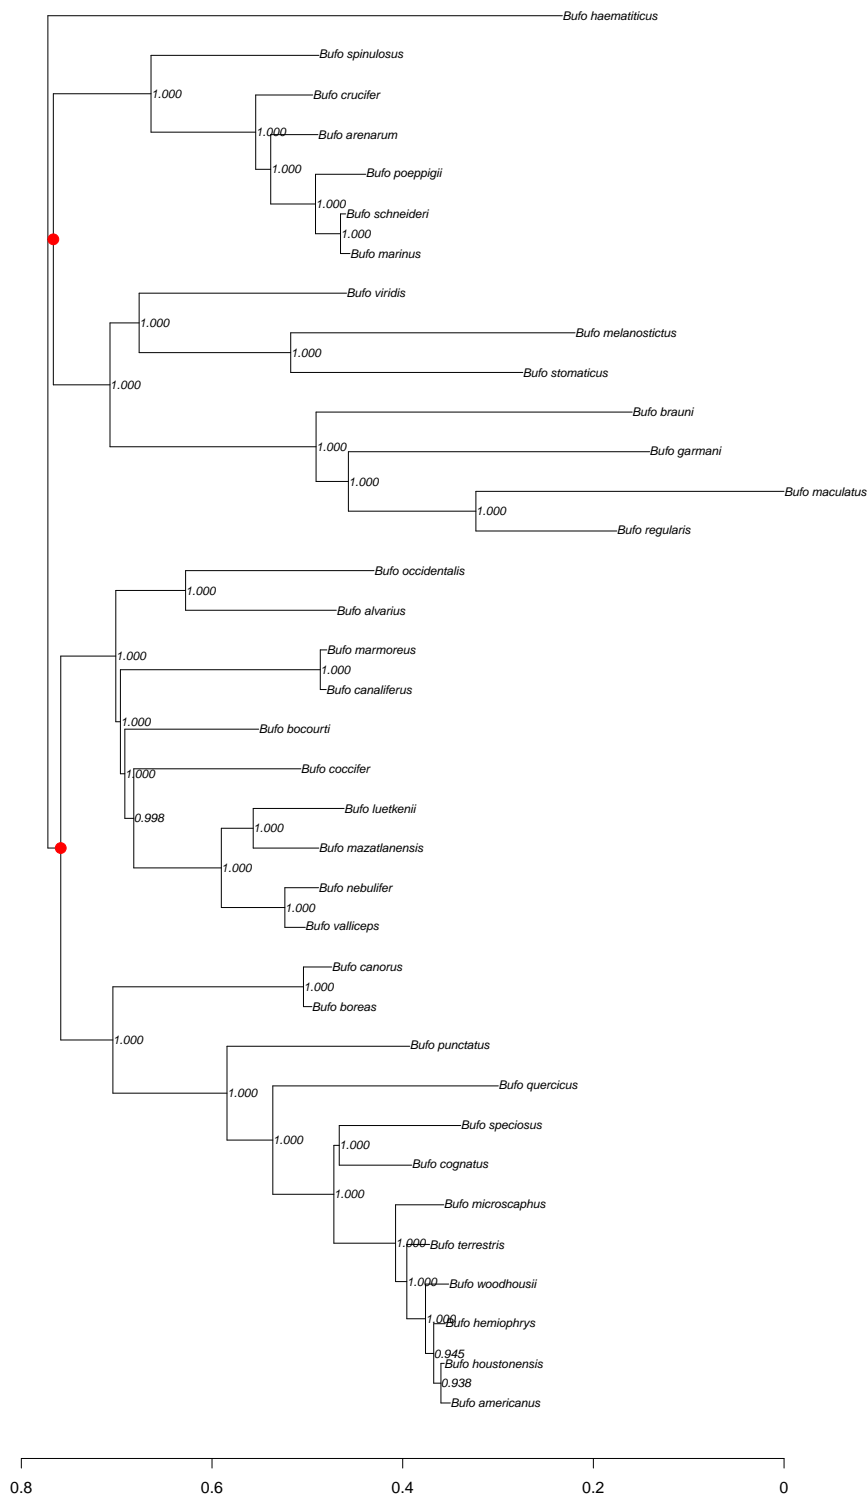 Bufo haematiticus
Bufo spinulosus
1.000
Bufo crucifer
1.000
Bufo arenarum
1.000
Bufo poeppigii
1.000
Bufo schneideri
1.000
Bufo marinus
Bufo viridis
1.000
Bufo melanostictus
1.000
Bufo stomaticus
1.000
Bufo brauni
1.000
Bufo garmani
1.000
Bufo maculatus
1.000
Bufo regularis
Bufo occidentalis
1.000
Bufo alvarius
Bufo marmoreus
1.000
1.000
Bufo canaliferus
1.000
Bufo bocourti
Bufo coccifer
1.000
Bufo luetkenii
0.998
1.000
Bufo mazatlanensis
1.000
Bufo nebulifer
1.000
Bufo valliceps
Bufo canorus
1.000
Bufo boreas
1.000
Bufo punctatus
Bufo quercicus
1.000
Bufo speciosus
1.000
1.000
Bufo cognatus
1.000
Bufo microscaphus
1.000
Bufo terrestris
1.000
Bufo woodhousii
1.000
Bufo hemiophrys
0.945
Bufo houstonensis
0.938
Bufo americanus
0.8 0.6 0.4 0.2 0